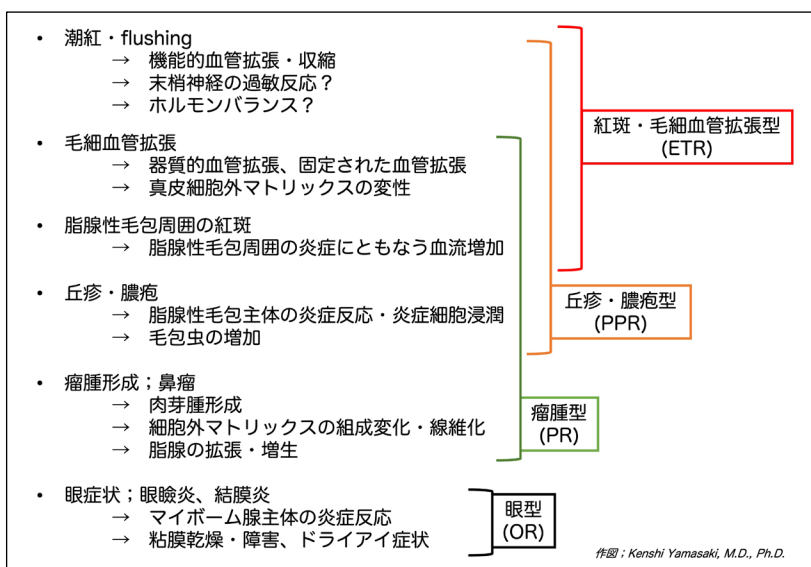 • 潮紅・flushing
→ 機能的血管拡張・収縮
→ 末梢神経の過敏反応？
→ ホルモンバランス？
• 毛細血管拡張
→ 器質的血管拡張、固定された血管拡張
→ 真皮細胞外マトリックスの変性
• 脂腺性毛包周囲の紅斑
→ 脂腺性毛包周囲の炎症にともなう血流増加
• 丘疹・膿疱
→ 脂腺性毛包主体の炎症反応・炎症細胞浸潤
→ 毛包虫の増加
• 瘤腫形成；鼻瘤
→ 肉芽腫形成
→ 細胞外マトリックスの組成変化・線維化
→ 脂腺の拡張・増生
• 眼症状；眼瞼炎、結膜炎
→ マイボーム腺主体の炎症反応
→ 粘膜乾燥・障害、ドライアイ症状
紅斑・毛細血管拡張型
(ETR)
丘疹・膿疱型
(PPR)
瘤腫型
(PR)
眼型
(OR)
作図；Kenshi Yamasaki, M.D., Ph.D.